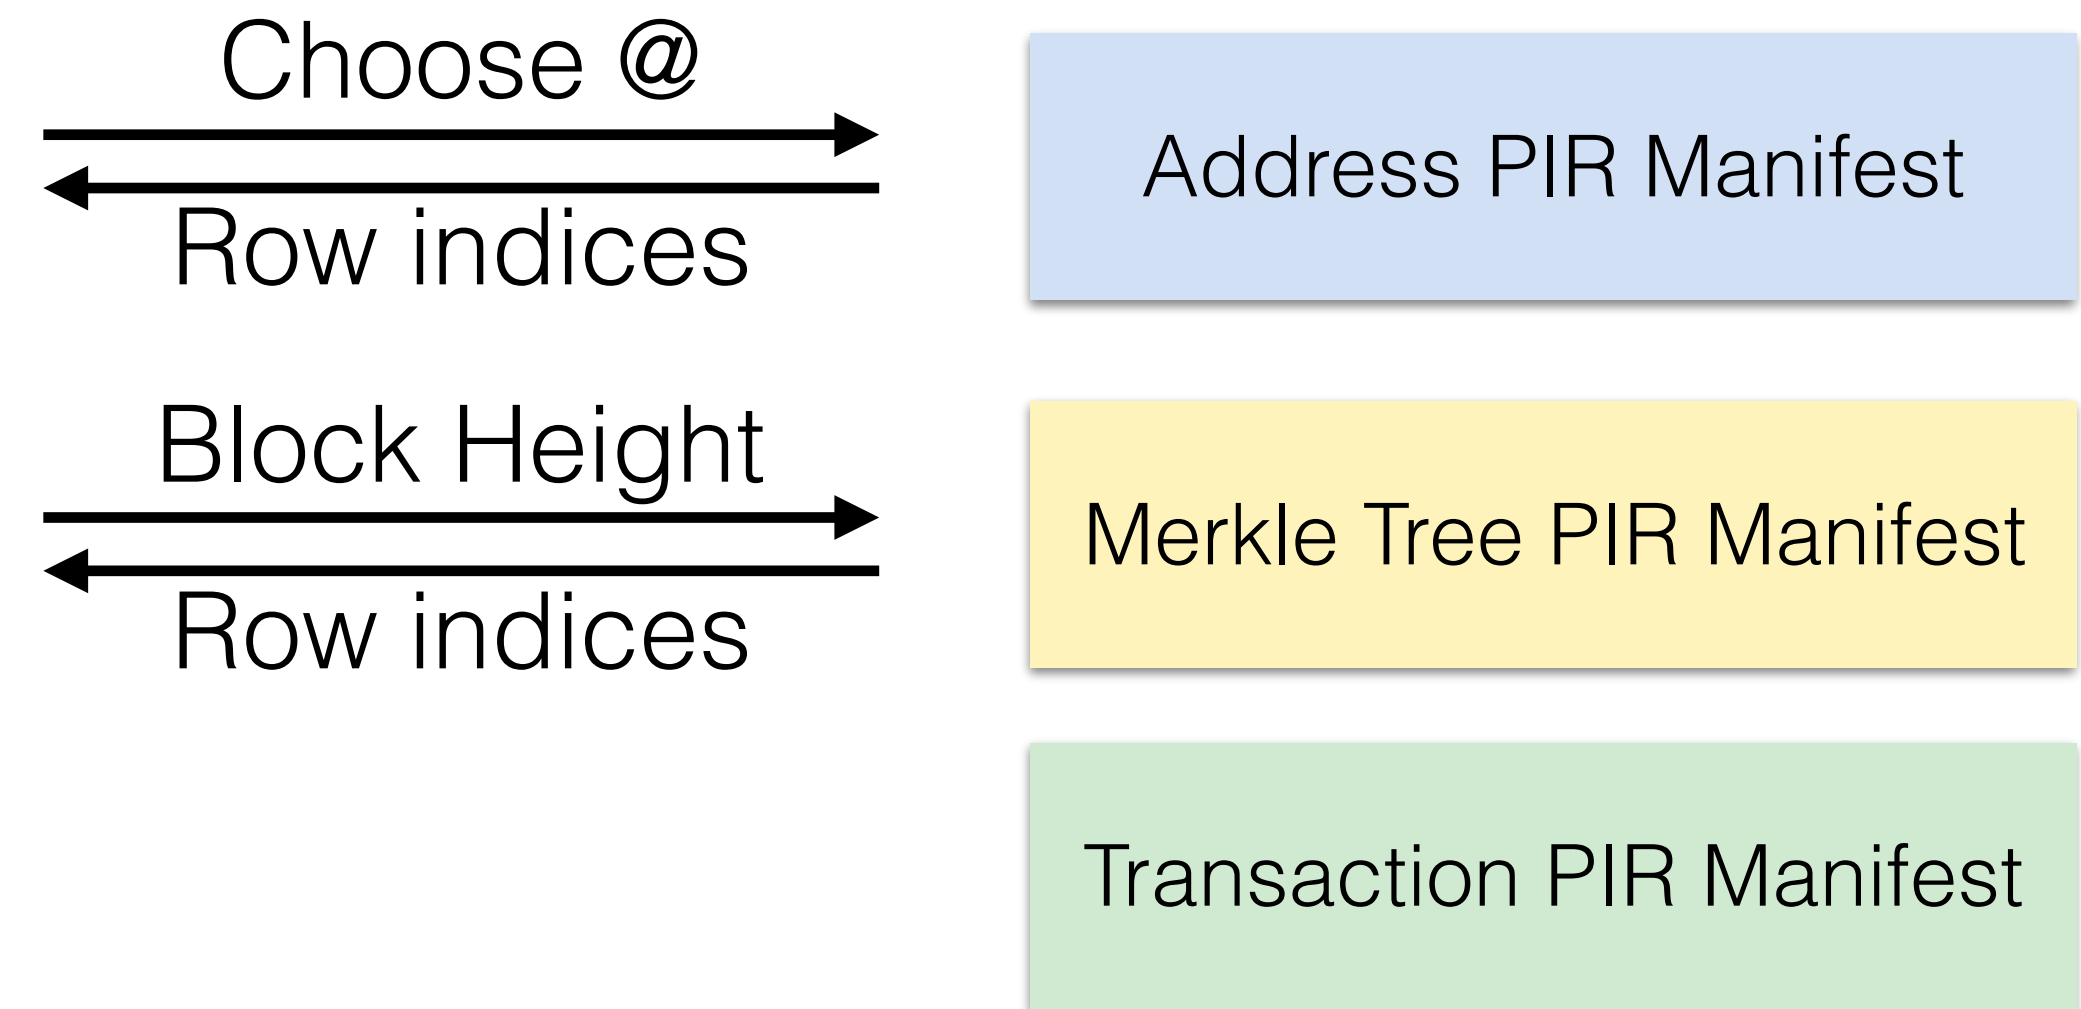 Choose @
Row indices
Address PIR Manifest
Block Height
Row indices
Merkle Tree PIR Manifest
Transaction PIR Manifest